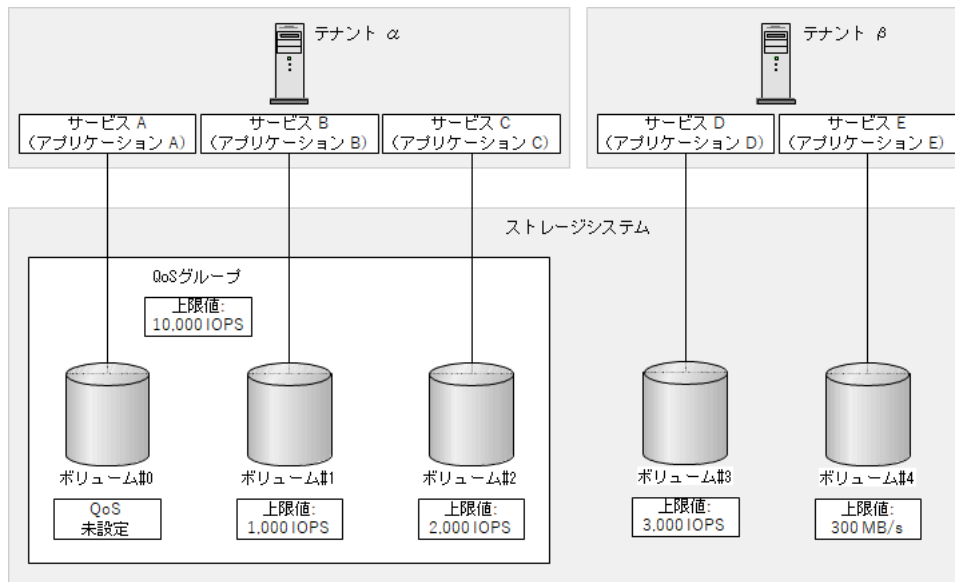 テナント α
テナント β
サービス A
(アプリケーション A)
サービス B
(アプリケーション B)
サービス C
(アプリケーション C)
サービス D
(アプリケーション D)
サービス E
(アプリケーション E)
ストレージシステム
QoSグループ
上限値:
10,000 IOPS
ボリューム#0
ボリューム#1
ボリューム#2
ボリューム#3
ボリューム#4
QoS
未設定
上限値:
1,000 IOPS
上限値:
2,000 IOPS
上限値:
3,000 IOPS
上限値:
300 MB/s